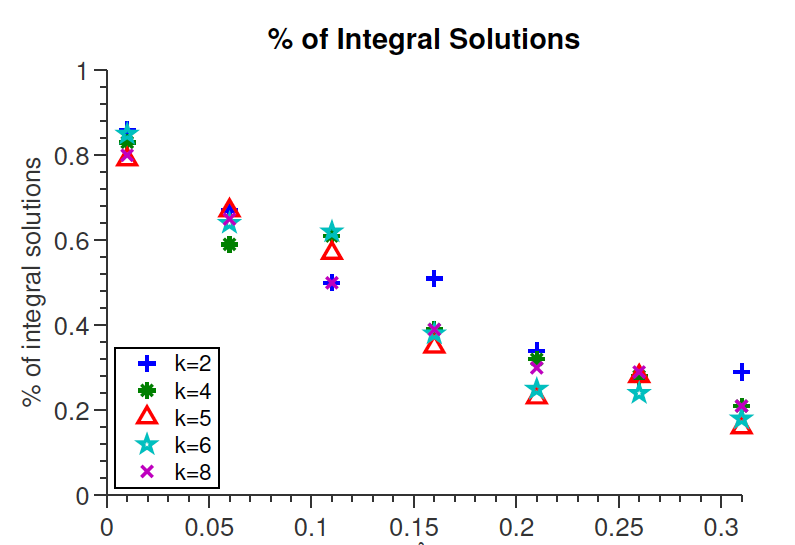 % of Integral Solutions
% of integral solutions
1
0.8
0.6
0.4
0.2
0
k=2
k=4
k=5
k=6
k=8
0 0.05 0.1 0.15 0.2 0.25 0.3